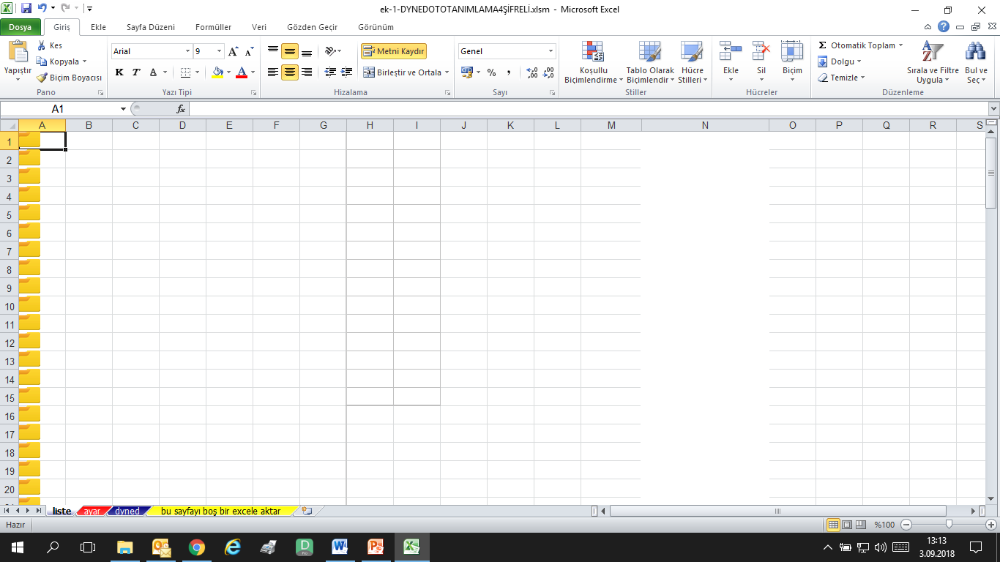 ek-1-DYNEDOTOTANIMLAMA4ŞİFRELİ.xlsm - Microsoft Excel
Dosya Giriş Ekle Sayfa Düzeni Formüller Veri Gözden Geçir Görünüm
Yapıştır
Kes
Kopyala
Biçim Boyacısı
Pano
Arial 9
K T A
Yazı Tipi
Metni Kaydır
Birleştir ve Ortala
Hizalama
Genel
%
Sayı
Koşullu Biçimlendirme
Tablo Olarak Biçimlendir
Hücre Stilleri
Stiller
Ekle Sil Biçim
Hücreler
Otomatik Toplam
Dolgu
Temizle
Sırala ve Filtre Uygula
Bul ve Seç
Düzenleme
A1 fx
A B C D E F G H I J K L M N O P Q R S
1
2
3
4
5
6
7
8
9
10
11
12
13
14
15
16
17
18
19
20
liste ayar dyned bu sayfayı boş bir excele aktar
Hazır %100
13:13
3.09.2018